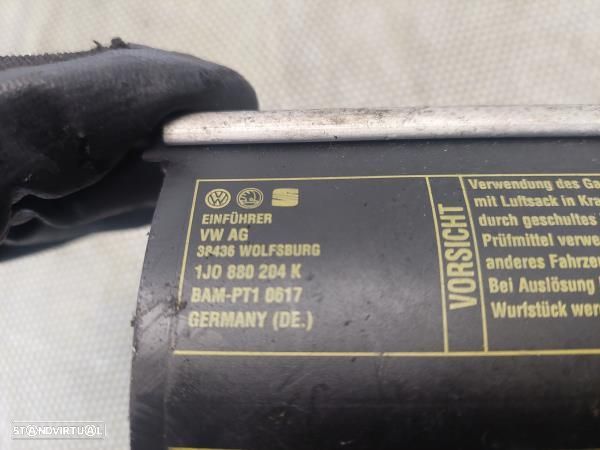 EINFÜHRER
VW AG
38436 WOLFSBURG
1J0 880 204 K
BAM-PT1 0617
GERMANY (DE.)
VORSICHT
Verwendung des Ga
mit Luftsack in Kra
durch geschultes
Prüfmittel verwe
anderes Fahrze
Bei Auslösung
Wurfstück wer
STANDVIRTUAL